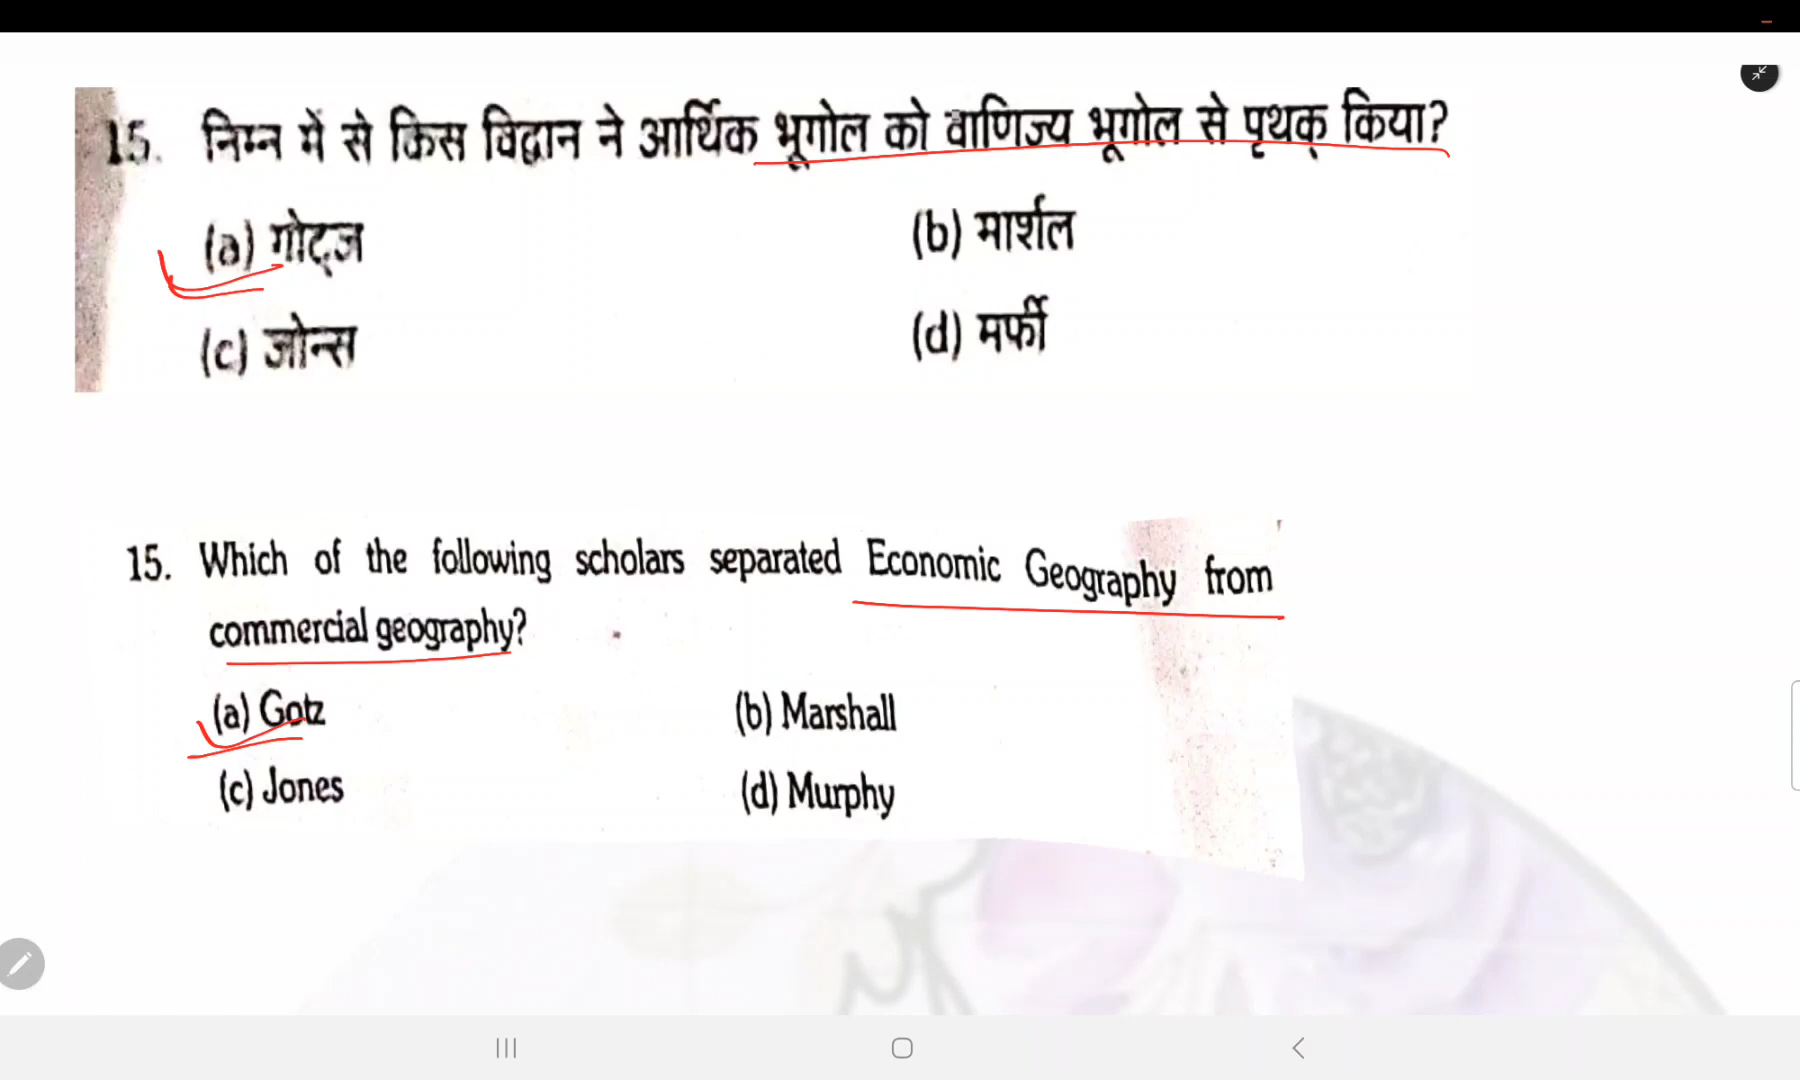 15. निम्न में से किस विद्वान ने आर्थिक भूगोल को वाणिज्य भूगोल से पृथक् किया?
(a) गोट्ज (b) मार्शल
(c) जोन्स (d) मर्फी
15. Which of the following scholars separated Economic Geography from
commercial geography?
(a) Gotz (b) Marshall
(c) Jones (d) Murphy